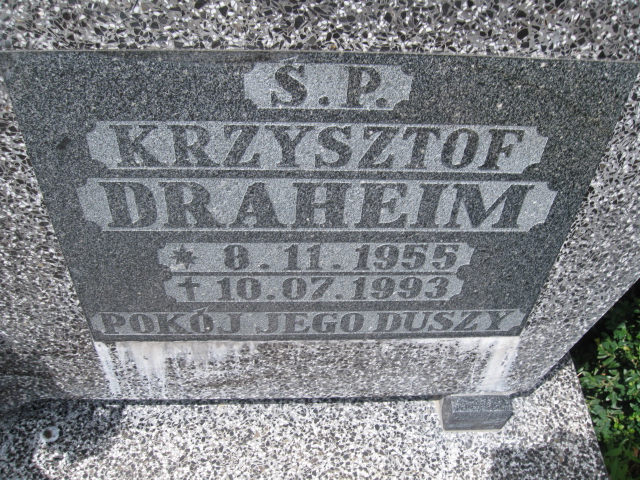 Ś.P.
KRZYSZTOF
DRAHEIM
* 8.11.1955
† 10.07.1993
POKÓJ JEGO DUSZY